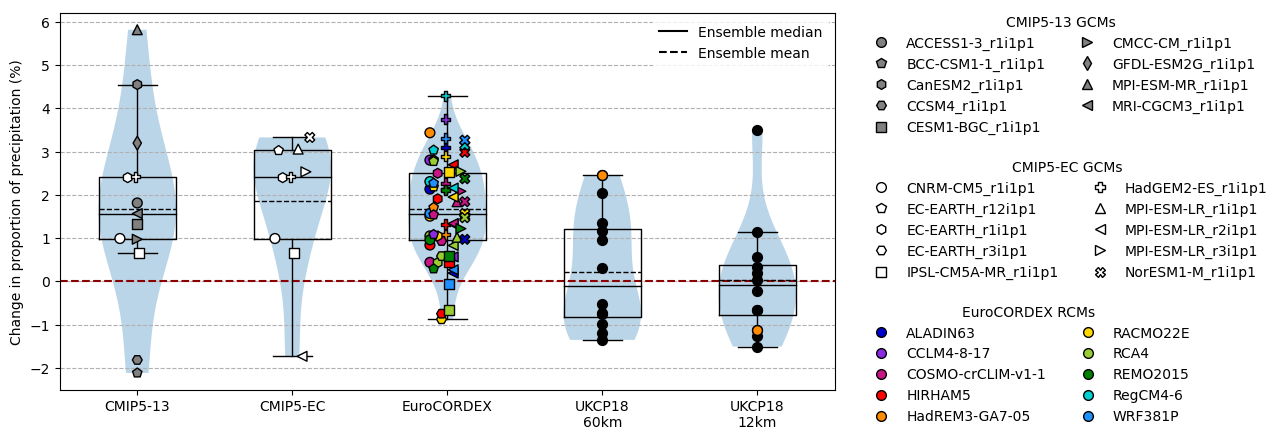 Change in proportion of precipitation (%)
6
5
4
3
2
1
0
−1
−2
Ensemble median
Ensemble mean
CMIP5-13
CMIP5-EC
EuroCORDEX
UKCP18
60km
UKCP18
12km
CMIP5-13 GCMs
ACCESS1-3_r1i1p1
BCC-CSM1-1_r1i1p1
CanESM2_r1i1p1
CCSM4_r1i1p1
CESM1-BGC_r1i1p1
CMCC-CM_r1i1p1
GFDL-ESM2G_r1i1p1
MPI-ESM-MR_r1i1p1
MRI-CGCM3_r1i1p1
CMIP5-EC GCMs
CNRM-CM5_r1i1p1
EC-EARTH_r12i1p1
EC-EARTH_r1i1p1
EC-EARTH_r3i1p1
IPSL-CM5A-MR_r1i1p1
HadGEM2-ES_r1i1p1
MPI-ESM-LR_r1i1p1
MPI-ESM-LR_r2i1p1
MPI-ESM-LR_r3i1p1
NorESM1-M_r1i1p1
EuroCORDEX RCMs
ALADIN63
CCLM4-8-17
COSMO-crCLIM-v1-1
HIRHAM5
HadREM3-GA7-05
RACMO22E
RCA4
REMO2015
RegCM4-6
WRF381P